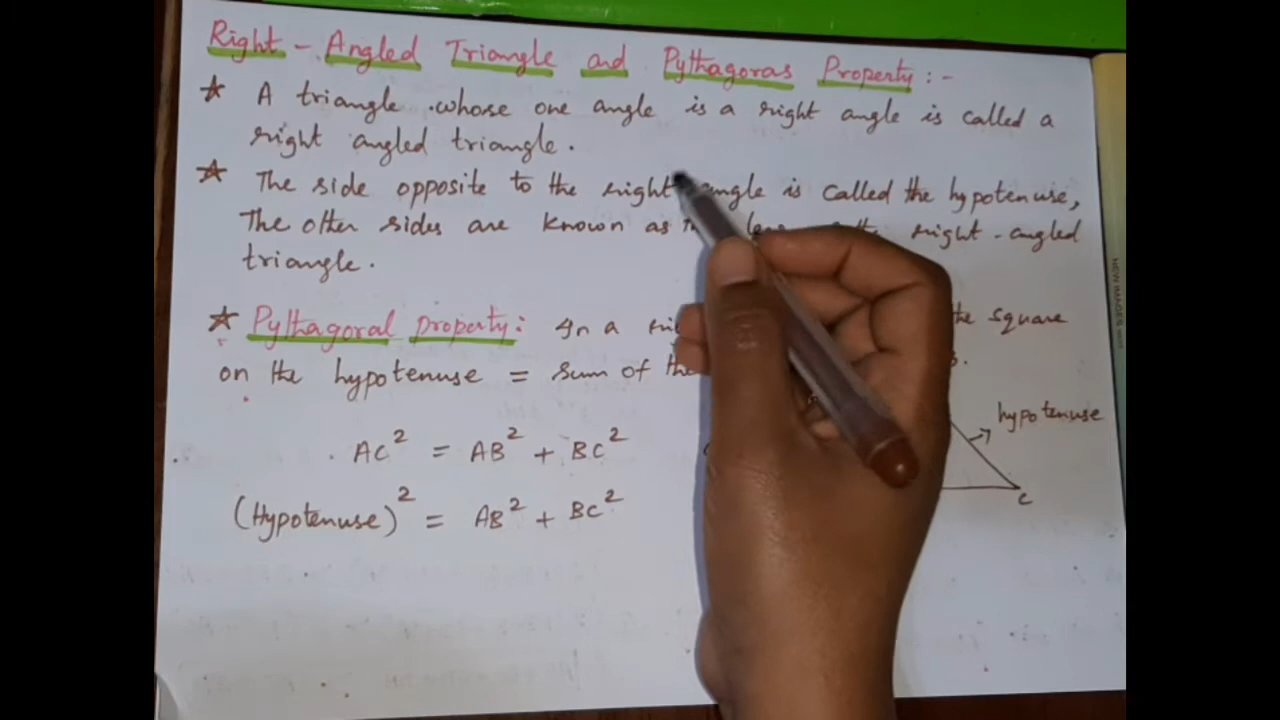 Right - Angled Triangle and Pythagoras Property :-
☆ A triangle whose one angle is a right angle is called a
right angled triangle.
☆ The side opposite to the right angle is called the hypotenuse,
The other sides are known as right-angled
triangle.
☆ Pythagoral property: In a the square
on the hypotenuse = sum of the
hypotenuse
AC² = AB² + BC²
C
(Hypotenuse)² = AB² + BC²